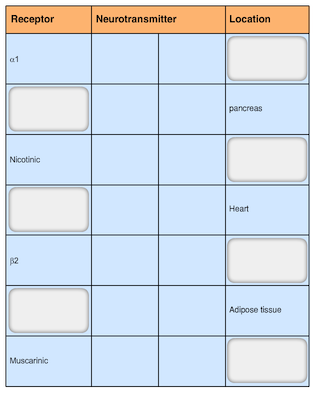 Receptor Neurotransmitter Location
α1
pancreas
Nicotinic
Heart
β2
Adipose tissue
Muscarinic